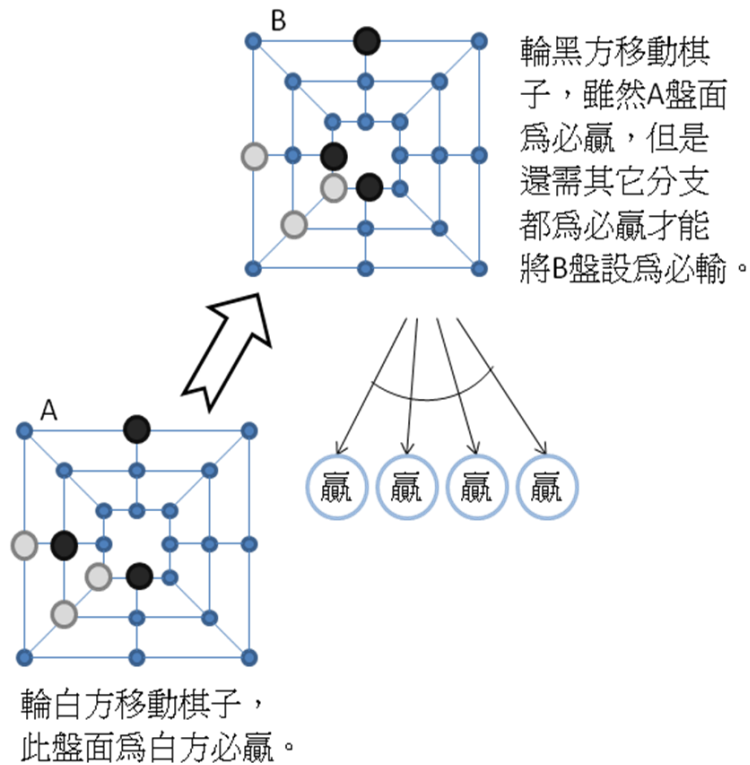 B
輪黑方移動棋
子，雖然A盤面
爲必贏，但是
還需其它分支
都爲必贏才能
將B盤設爲必輸。
A
贏 贏 贏 贏
輪白方移動棋子，
此盤面爲白方必贏。